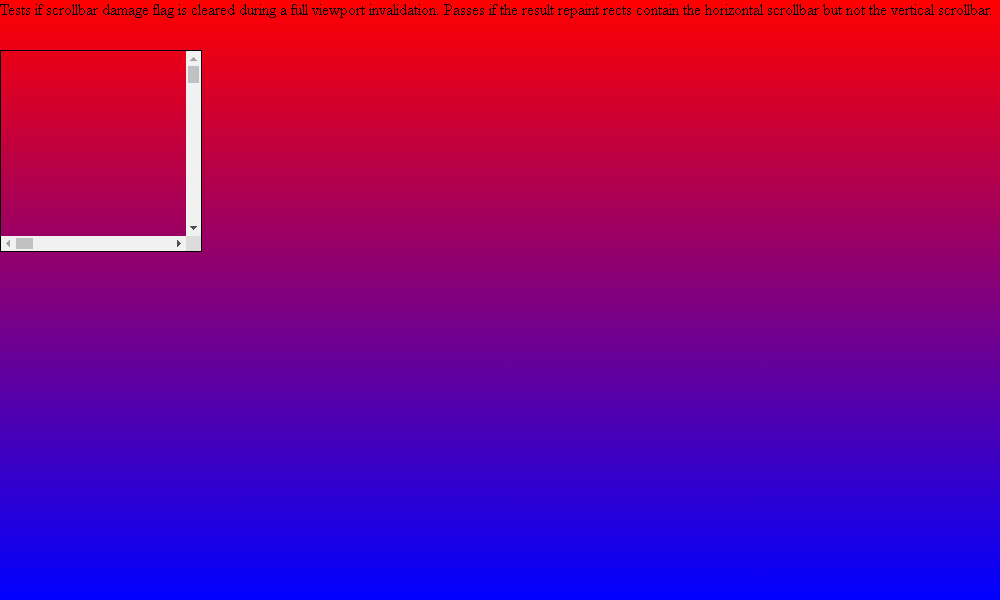 Tests if scrollbar damage flag is cleared during a full viewport invalidation. Passes if the result repaint rects contain the horizontal scrollbar but not the vertical scrollbar.